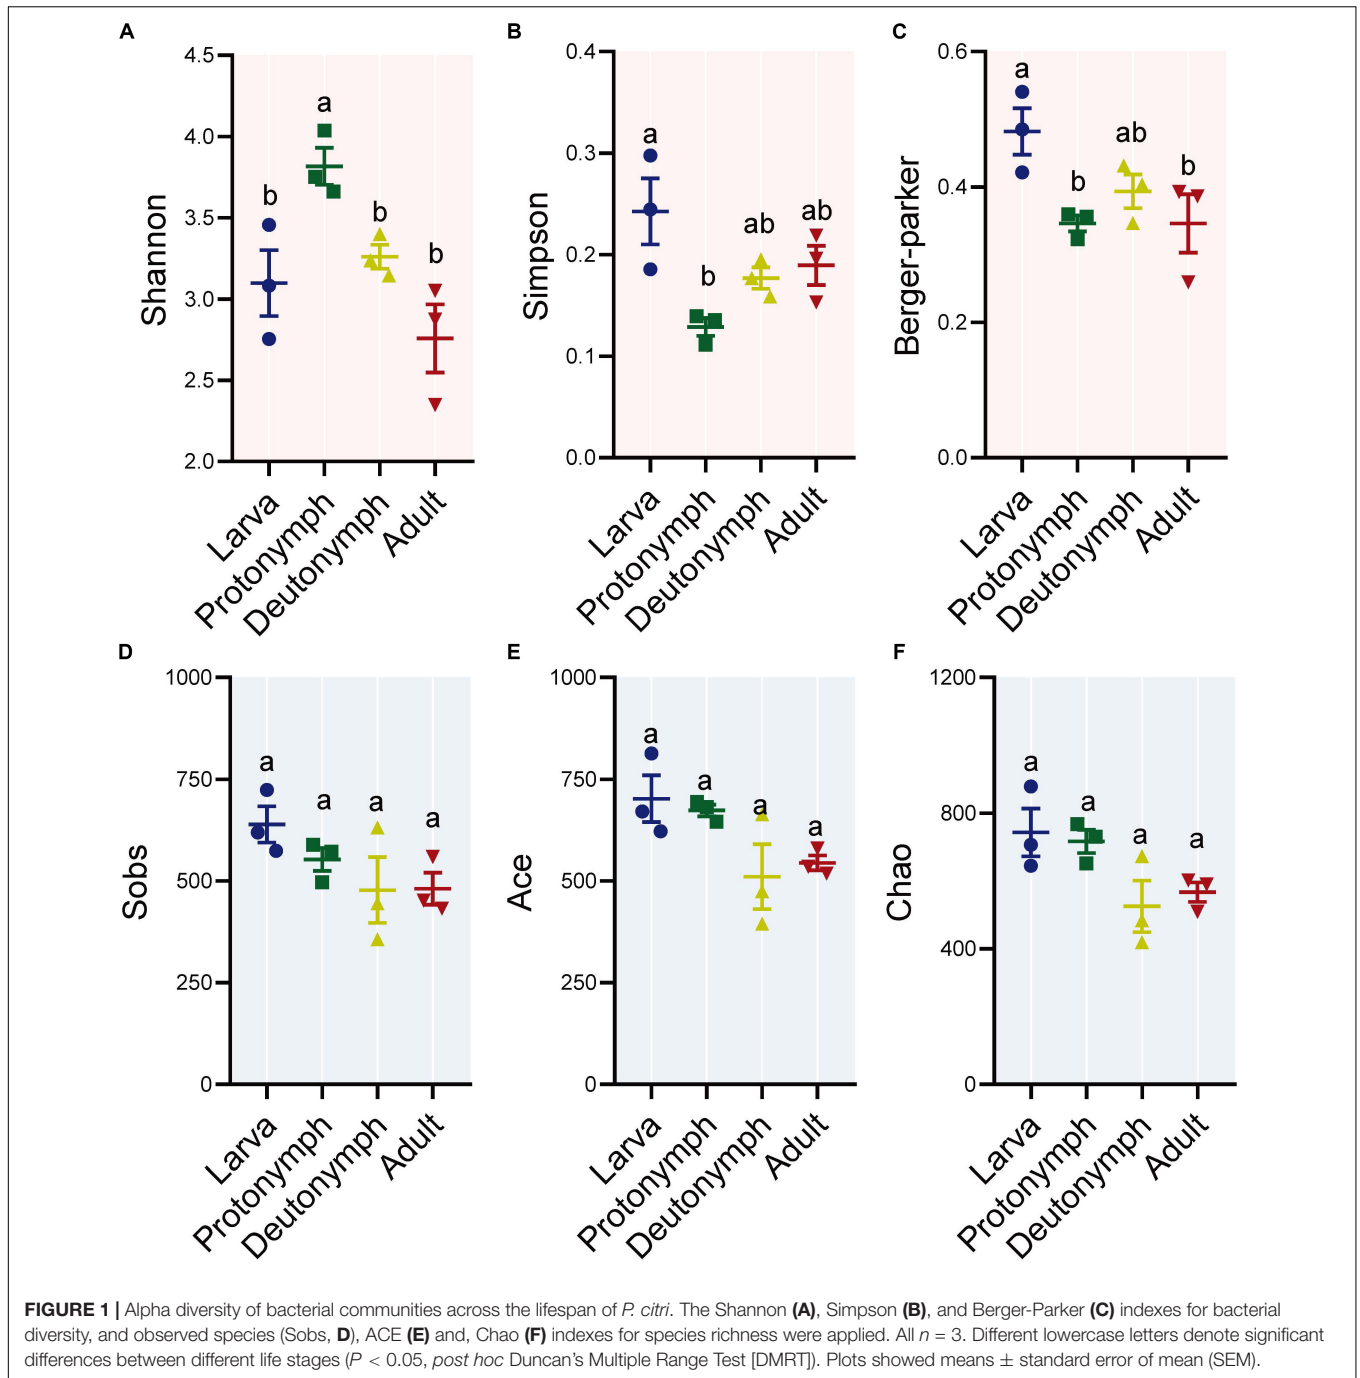 A
Shannon
4.5
4.0
3.5
3.0
2.5
2.0
b
a
b
b
Larva
Protonymph
Deutonymph
Adult
B
Simpson
0.4
0.3
0.2
0.1
0.0
a
b
ab
ab
Larva
Protonymph
Deutonymph
Adult
C
Berger-parker
0.6
0.4
0.2
0.0
a
b
ab
b
Larva
Protonymph
Deutonymph
Adult
D
Sobs
1000
750
500
250
0
a
a
a
a
Larva
Protonymph
Deutonymph
Adult
E
Ace
1000
750
500
250
0
a
a
a
a
Larva
Protonymph
Deutonymph
Adult
F
Chao
1200
800
400
0
a
a
a
a
Larva
Protonymph
Deutonymph
Adult
FIGURE 1 | Alpha diversity of bacterial communities across the lifespan of P. citri. The Shannon (A), Simpson (B), and Berger-Parker (C) indexes for bacterial
diversity, and observed species (Sobs, D), ACE (E) and, Chao (F) indexes for species richness were applied. All n = 3. Different lowercase letters denote significant
differences between different life stages (P < 0.05, post hoc Duncan's Multiple Range Test [DMRT]). Plots showed means ± standard error of mean (SEM).